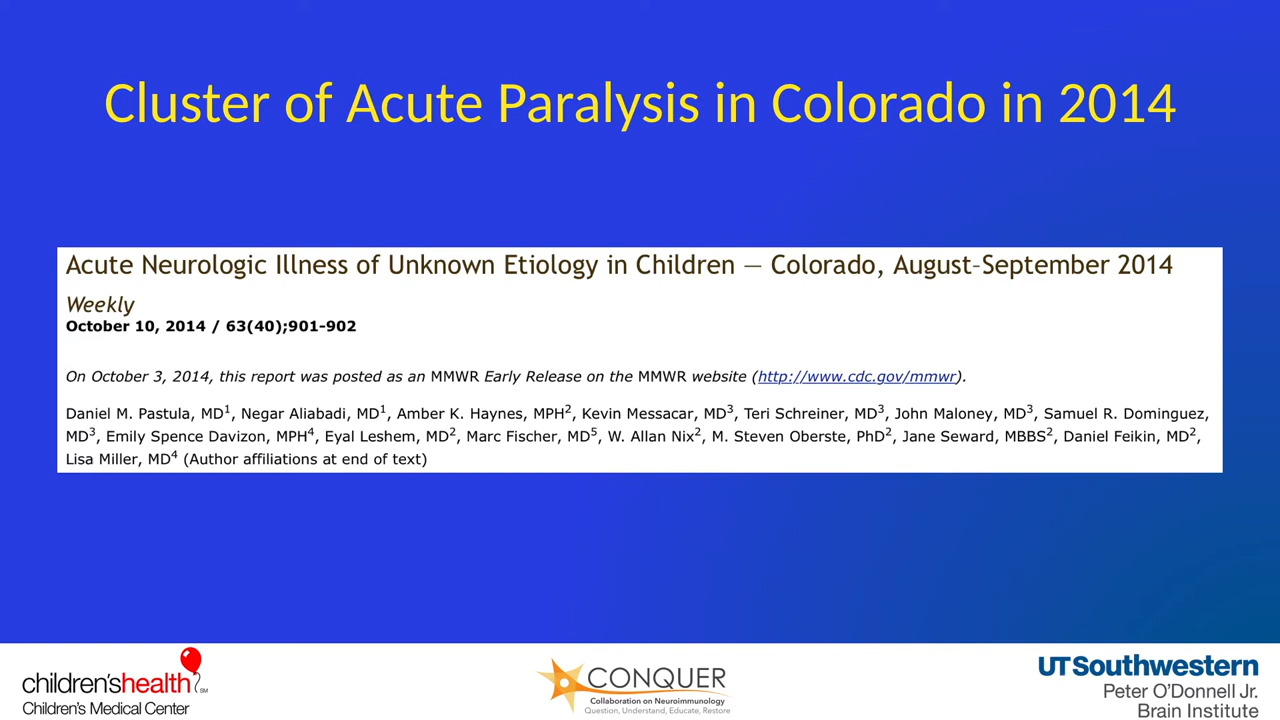 Cluster of Acute Paralysis in Colorado in 2014
Acute Neurologic Illness of Unknown Etiology in Children — Colorado, August–September 2014
Weekly
October 10, 2014 / 63(40);901-902
On October 3, 2014, this report was posted as an MMWR Early Release on the MMWR website (http://www.cdc.gov/mmwr).
Daniel M. Pastula, MD1, Negar Aliabadi, MD1, Amber K. Haynes, MPH2, Kevin Messacar, MD3, Teri Schreiner, MD3, John Maloney, MD3, Samuel R. Dominguez,
MD3, Emily Spence Davizon, MPH4, Eyal Leshem, MD2, Marc Fischer, MD5, W. Allan Nix2, M. Steven Oberste, PhD2, Jane Seward, MBBS2, Daniel Feikin, MD2,
Lisa Miller, MD4 (Author affiliations at end of text)
children'shealth SM
Children's Medical Center
CONQUER
Collaboration on Neuroimmunology
Question, Understand, Educate, Restore
UTSouthwestern
Peter O'Donnell Jr.
Brain Institute